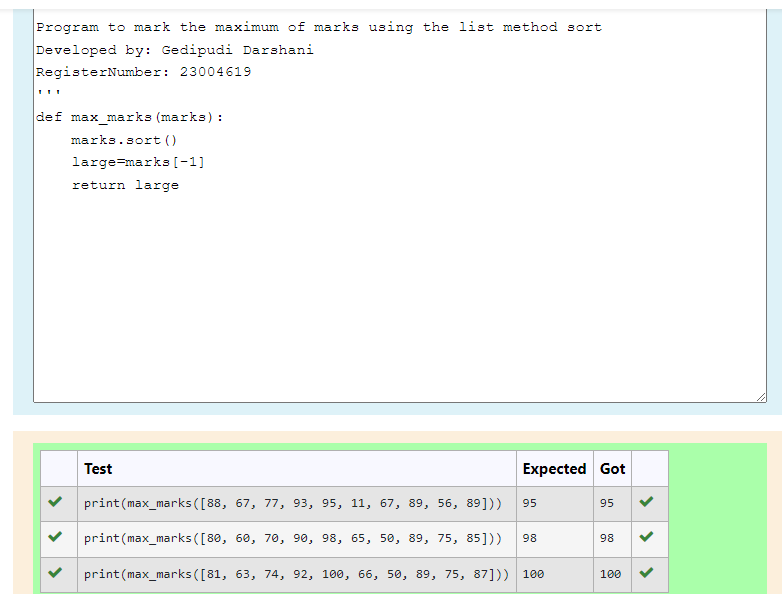 Program to mark the maximum of marks using the list method sort
Developed by: Gedipudi Darshani
RegisterNumber: 23004619
'''
def max_marks(marks):
    marks.sort()
    large=marks[-1]
    return large
Test Expected Got
print(max_marks([88, 67, 77, 93, 95, 11, 67, 89, 56, 89])) 95 95
print(max_marks([80, 60, 70, 90, 98, 65, 50, 89, 75, 85])) 98 98
print(max_marks([81, 63, 74, 92, 100, 66, 50, 89, 75, 87])) 100 100